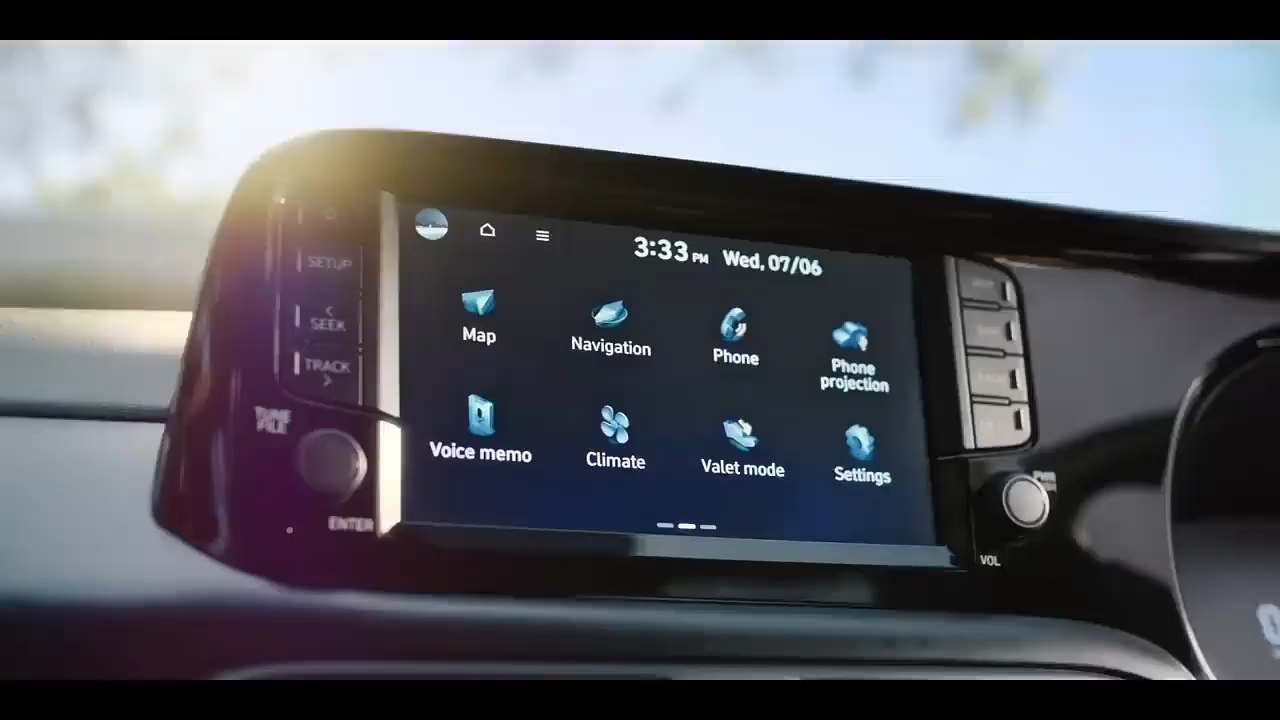 3:33 PM Wed, 07/06
SETUP
<
SEEK
TRACK
>
TUNE
FILE
ENTER
Map
Navigation
Phone
Phone
projection
Voice memo
Climate
Valet mode
Settings
VOL